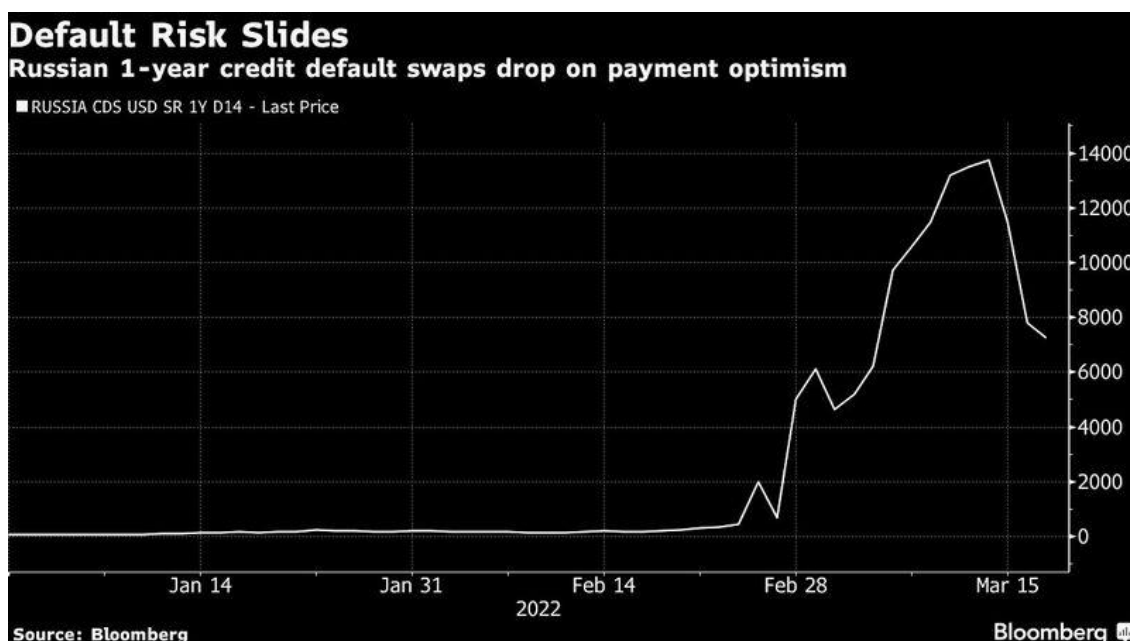 Default Risk Slides
Russian 1-year credit default swaps drop on payment optimism
RUSSIA CDS USD SR 1Y D14 - Last Price
14000
12000
10000
8000
6000
4000
2000
0
Jan 14 Jan 31 Feb 14 Feb 28 Mar 15
2022
Source: Bloomberg Bloomberg